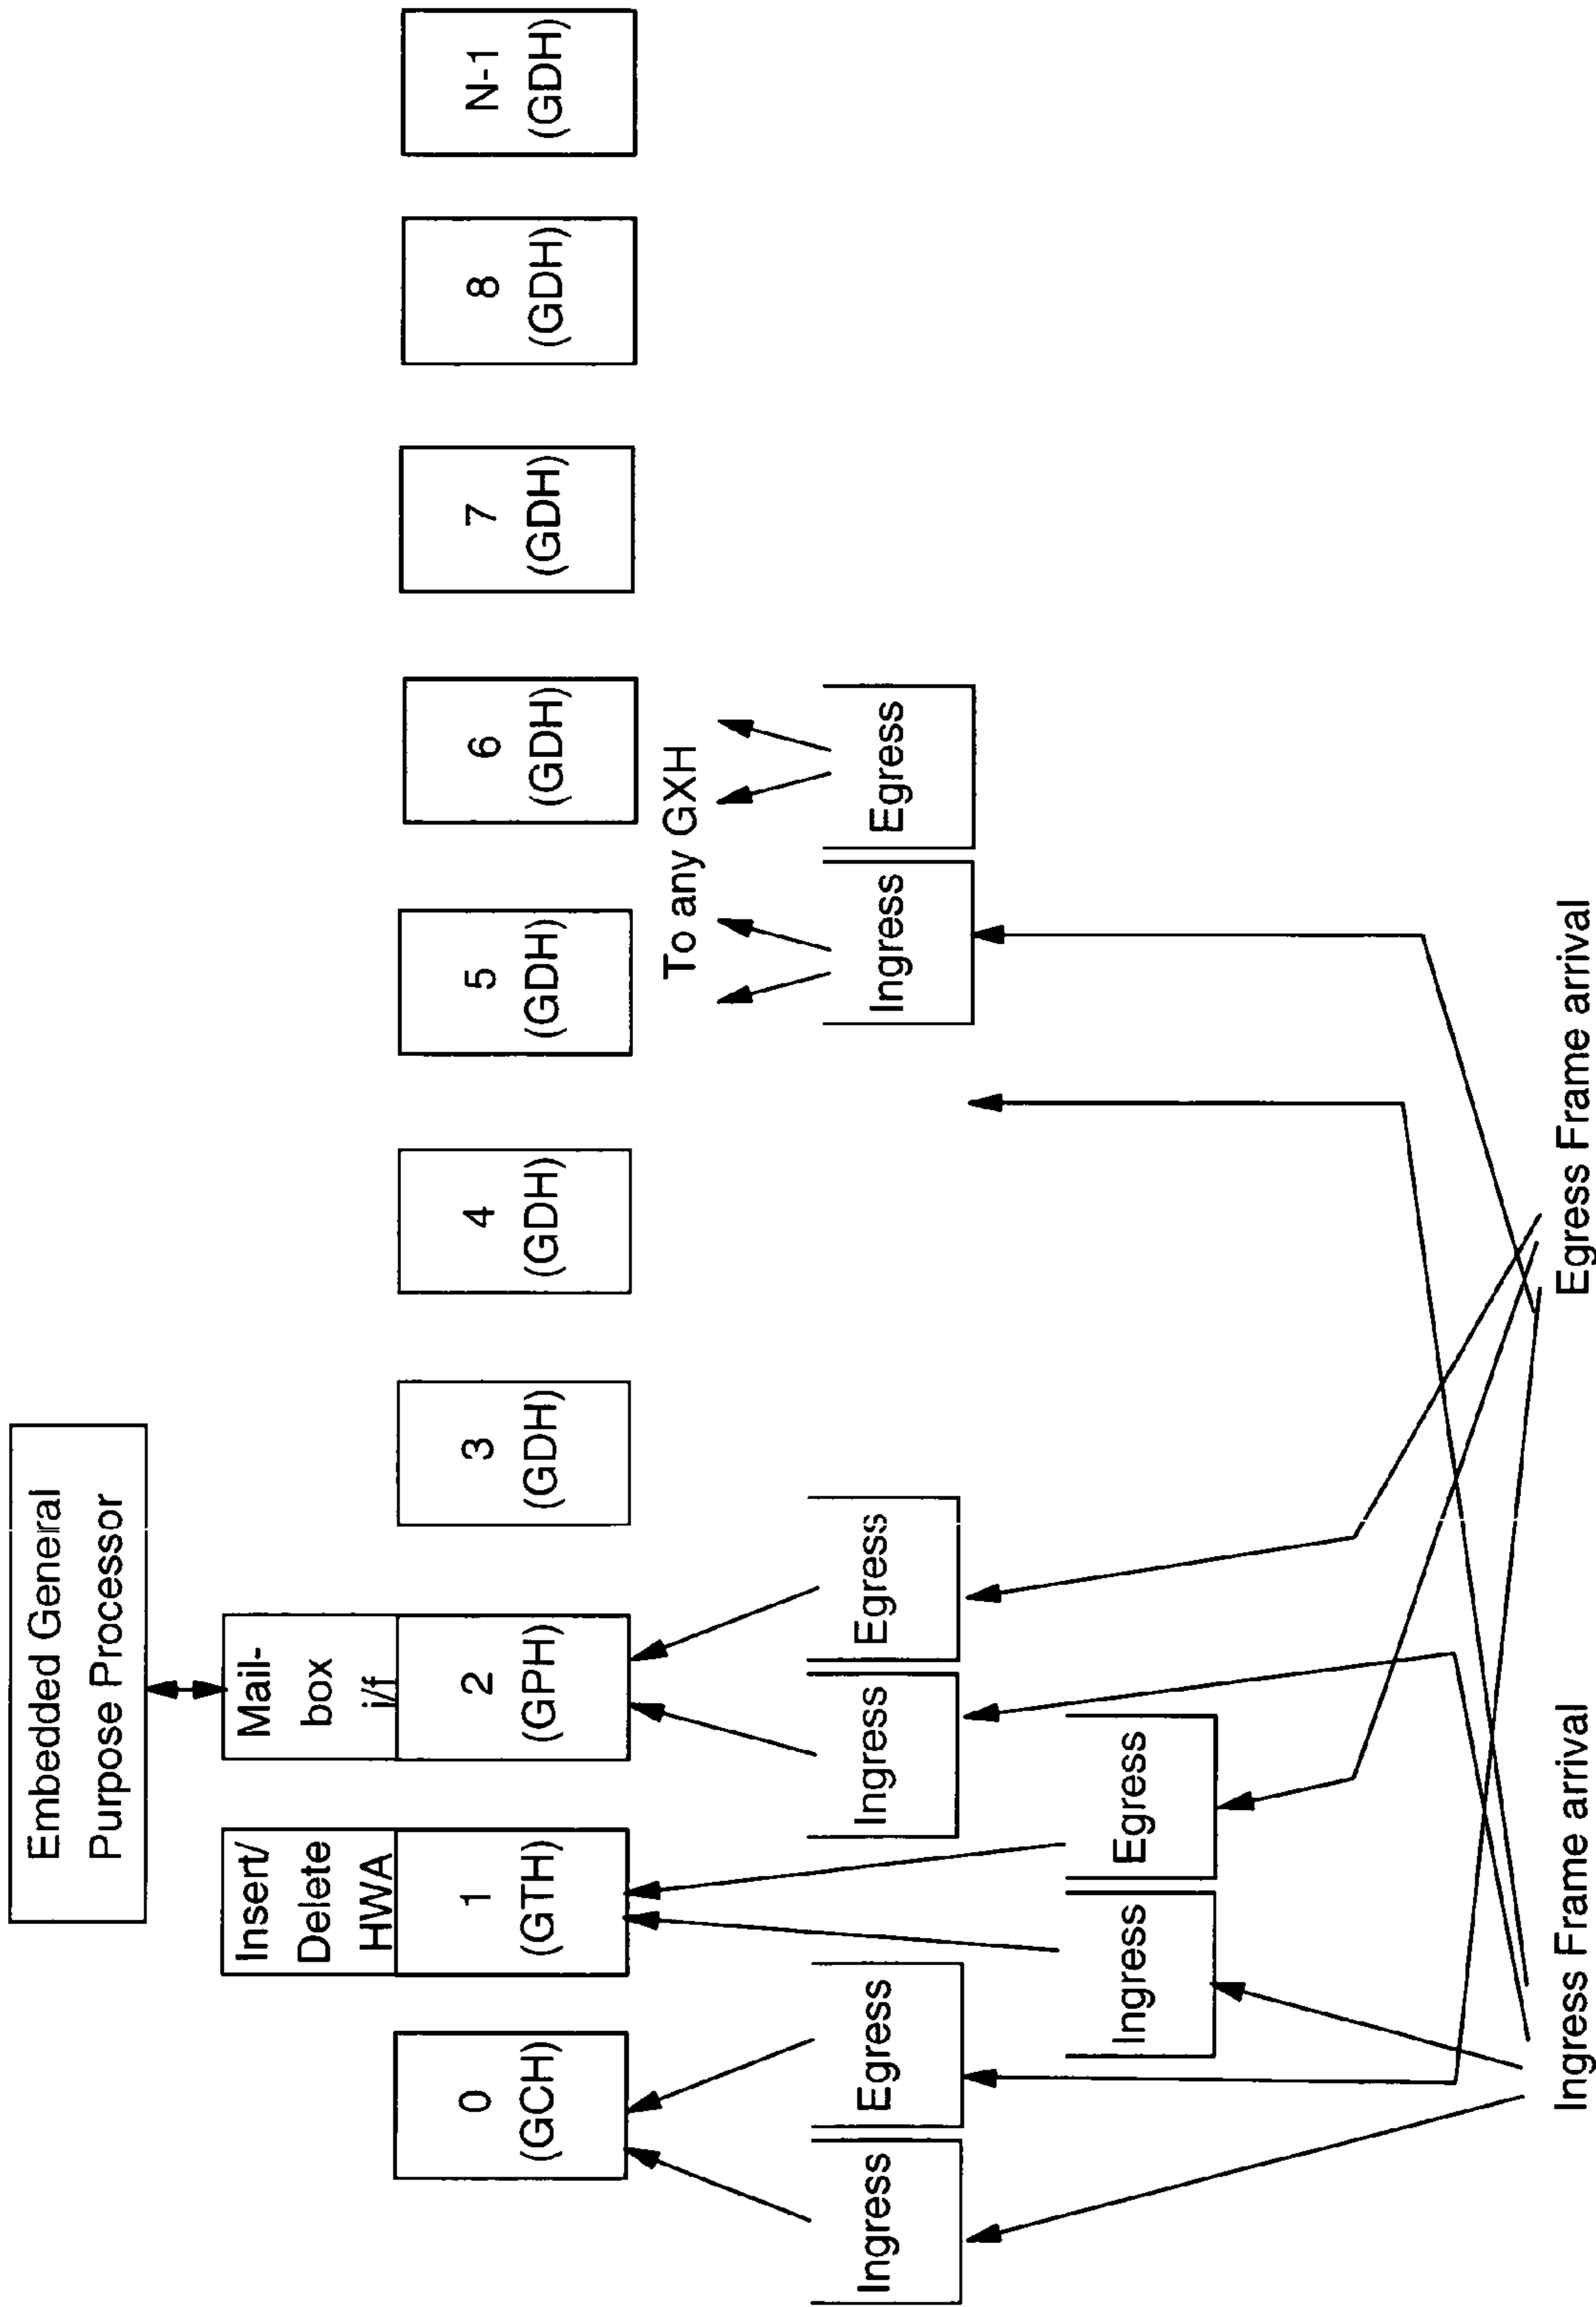 Embedded General
Purpose Processor
Insert/
Delete
HWA
Mail-
box
i/f
0
(GCH)
1
(GTH)
2
(GPH)
3
(GDH)
4
(GDH)
5
(GDH)
6
(GDH)
7
(GDH)
8
(GDH)
N-1
(GDH)
To any GXH
Ingress
Egress
Ingress
Egress
Ingress
Egress
Ingress
Egress
Ingress Frame arrival
Egress Frame arrival